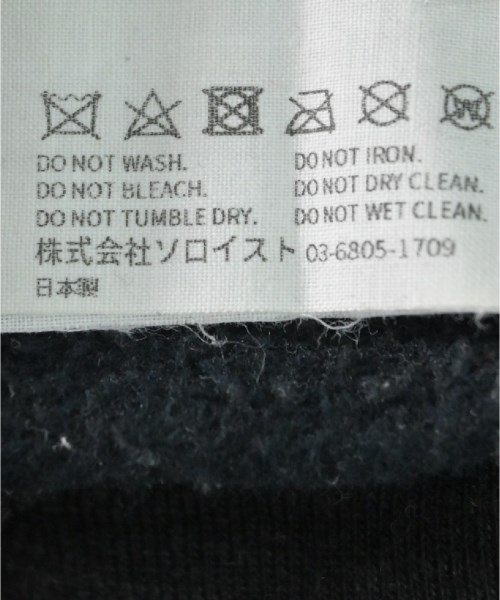 DO NOT WASH.
DO NOT BLEACH.
DO NOT TUMBLE DRY.
DO NOT IRON.
DO NOT DRY CLEAN.
DO NOT WET CLEAN.
株式会社ソロイスト 03-6805-1709
日本製